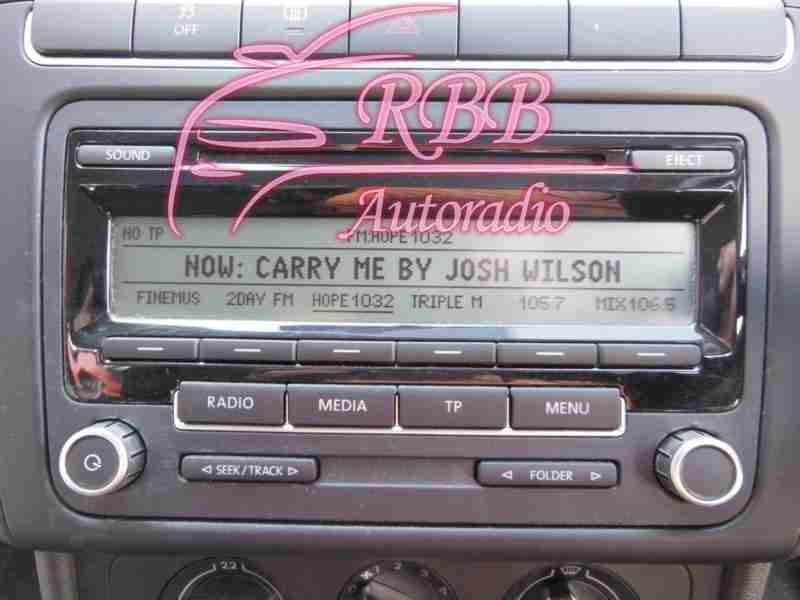 OFF
RBB
SOUND
EJECT
Autoradio
NO TP
FM:HOPE1032
NOW: CARRY ME BY JOSH WILSON
FINEMUS 2DAY FM HOPE1032 TRIPLE M 105.7 MIX106.5
RADIO MEDIA TP MENU
SEEK/TRACK
FOLDER
22